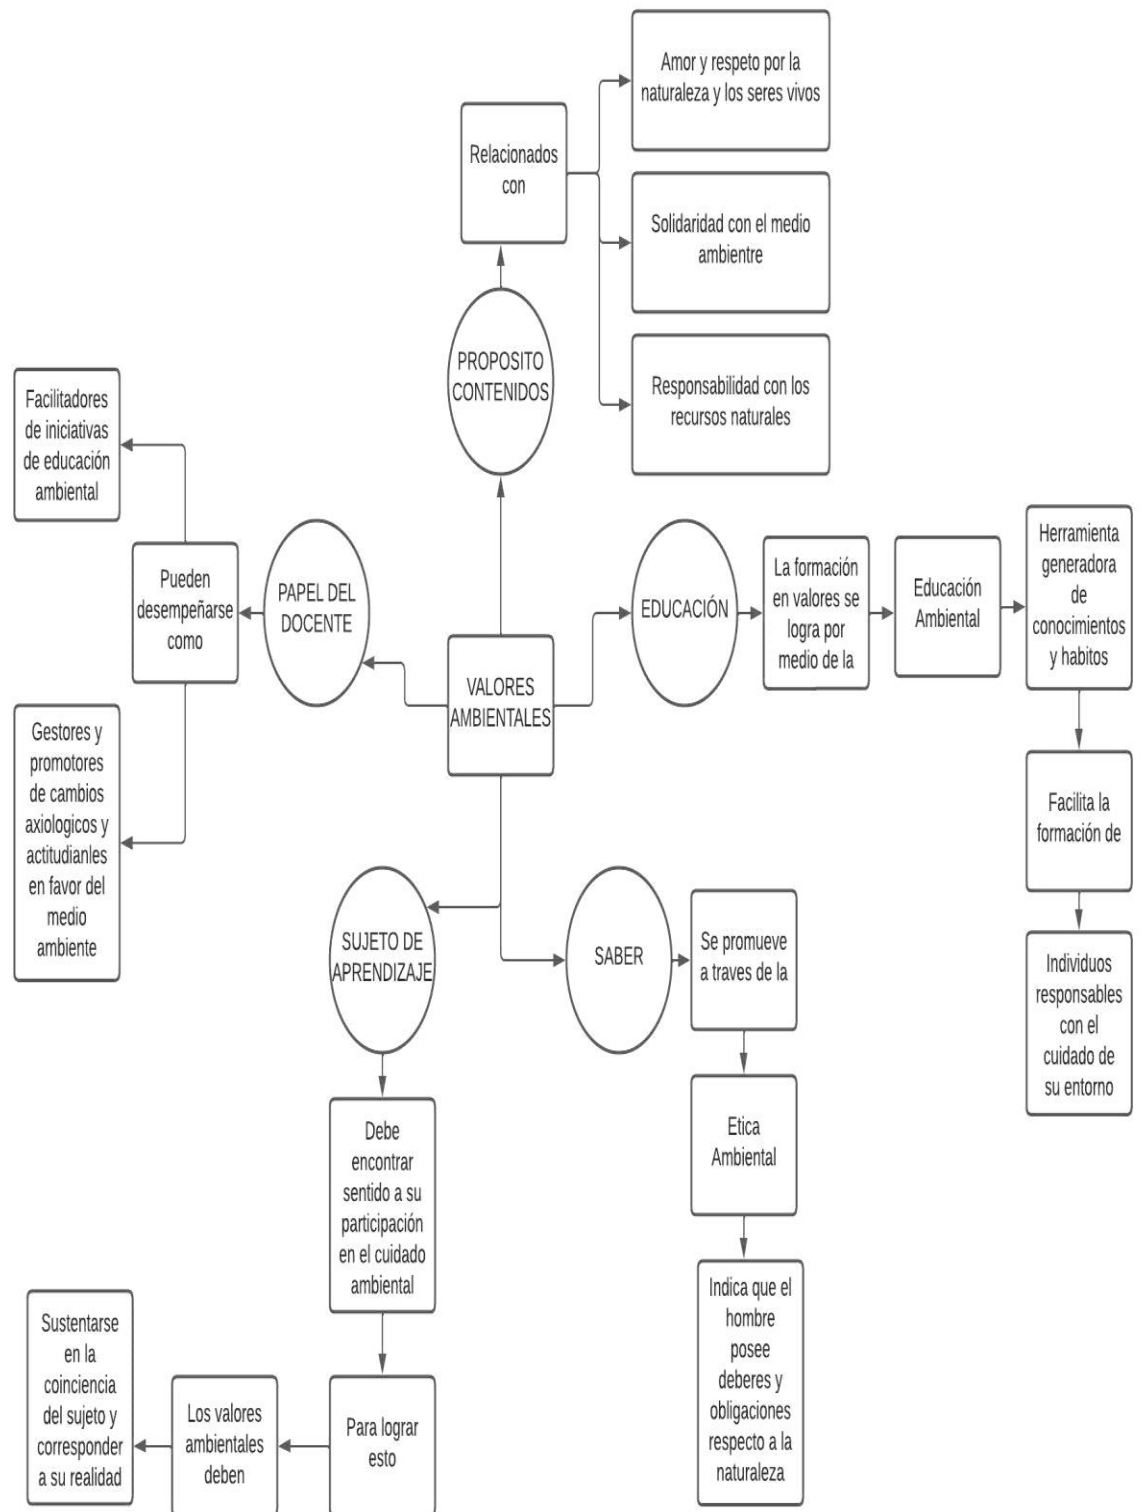 Amor y respeto por la
naturaleza y los seres vivos
Relacionados
con
Solidaridad con el medio
ambientre
Responsabilidad con los
recursos naturales
PROPOSITO
CONTENIDOS
Facilitadores
de iniciativas
de educación
ambiental
Pueden
desempeñarse
como
PAPEL DEL
DOCENTE
Gestores y
promotores
de cambios
axiologicos y
actitudianles
en favor del
medio
ambiente
VALORES
AMBIENTALES
EDUCACIÓN
La formación
en valores se
logra por
medio de la
Educación
Ambiental
Herramienta
generadora
de
conocimientos
y habitos
Facilita la
formación de
Individuos
responsables
con el
cuidado de
su entorno
SUJETO DE
APRENDIZAJE
SABER
Se promueve
a traves de la
Etica
Ambiental
Indica que el
hombre
posee
deberes y
obligaciones
respecto a la
naturaleza
Debe
encontrar
sentido a su
participación
en el cuidado
ambiental
Para lograr
esto
Los valores
ambientales
deben
Sustentarse
en la
coinciencia
del sujeto y
corresponder
a su realidad